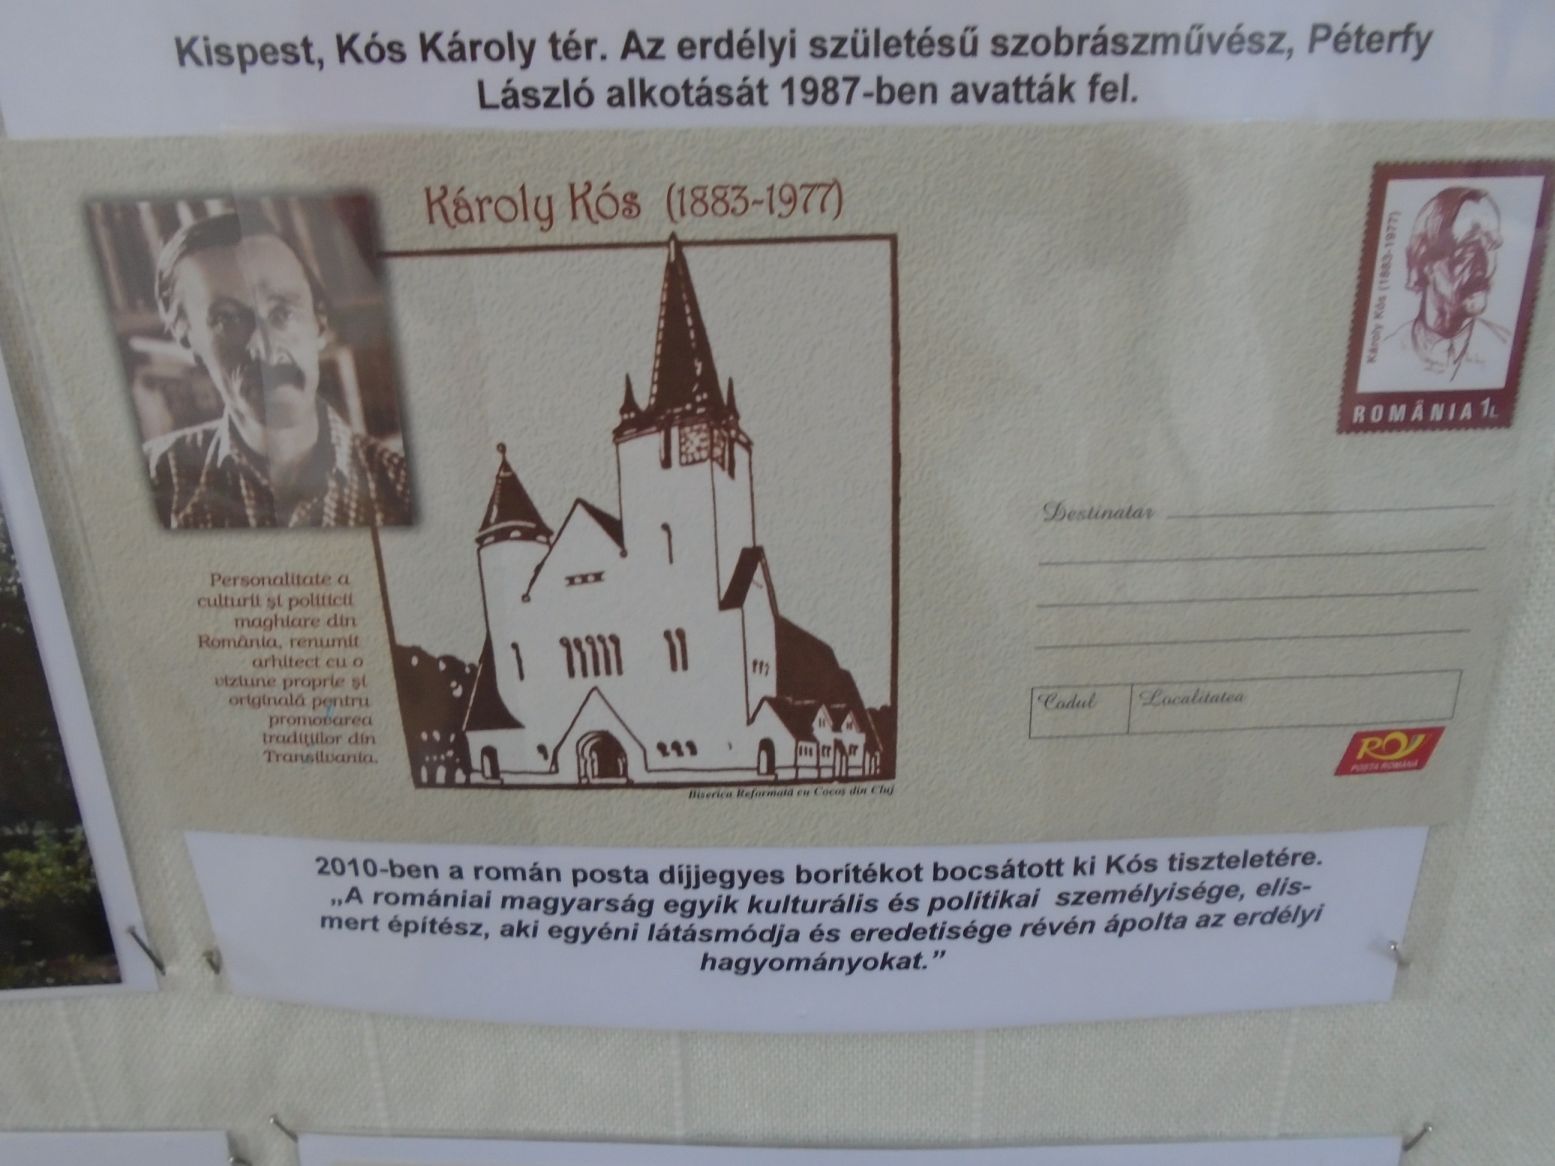 Kispest, Kós Károly tér. Az erdélyi születésű szobrászművész, Péterfy
László alkotását 1987-ben avatták fel.
Károly Kós (1883-1977)
Károly Kós (1883-1977)
ROMÂNIA 1L
Personalitate a
culturii și politicii
maghiare din
România, renumit
arhitect cu o
viziune proprie și
originală pentru
promovarea
tradițiilor din
Transilvania.
Destinatar
Codul
Localitatea
POȘTA ROMÂNĂ
Biserica Reformată cu Cocoș din Cluj
2010-ben a román posta díjjegyes borítékot bocsátott ki Kós tiszteletére.
„A romániai magyarság egyik kulturális és politikai személyisége, elis-
mert építész, aki egyéni látásmódja és eredetisége révén ápolta az erdélyi
hagyományokat.”